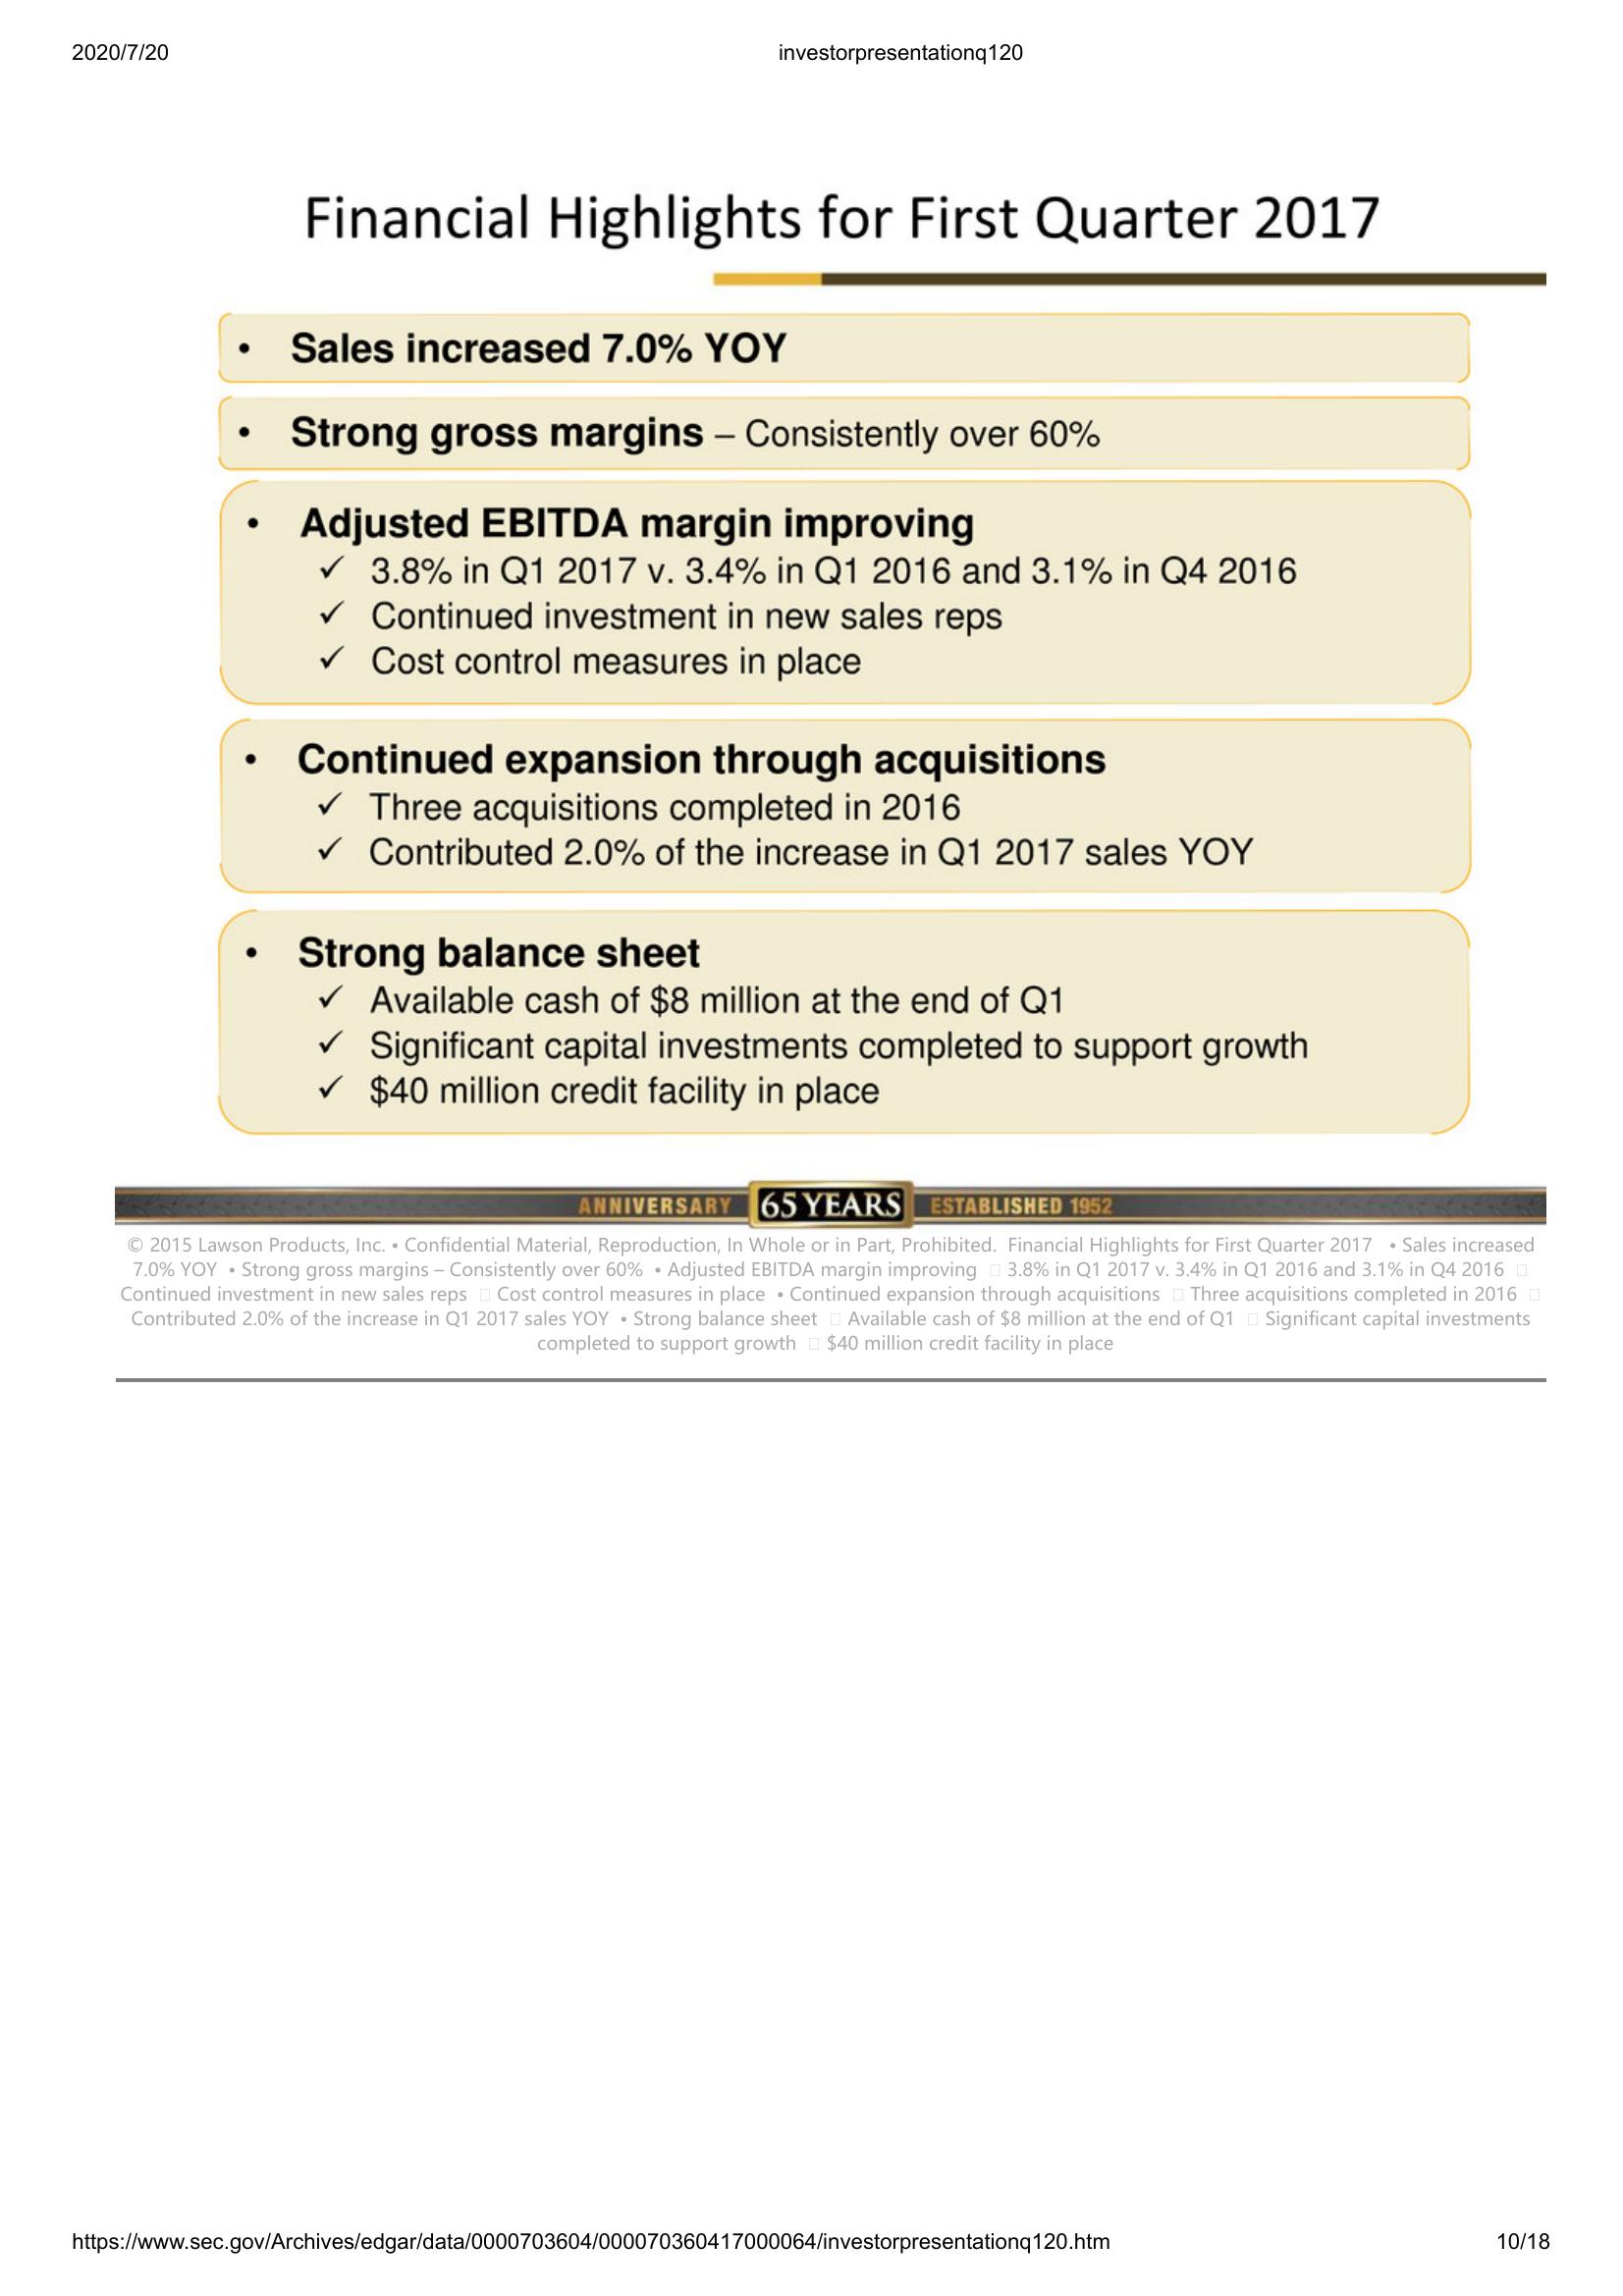 2020/7/20 investorpresentationq120
Financial Highlights for First Quarter 2017
• Sales increased 7.0% YOY
• Strong gross margins – Consistently over 60%
• Adjusted EBITDA margin improving
✓ 3.8% in Q1 2017 v. 3.4% in Q1 2016 and 3.1% in Q4 2016
✓ Continued investment in new sales reps
✓ Cost control measures in place
• Continued expansion through acquisitions
✓ Three acquisitions completed in 2016
✓ Contributed 2.0% of the increase in Q1 2017 sales YOY
• Strong balance sheet
✓ Available cash of $8 million at the end of Q1
✓ Significant capital investments completed to support growth
✓ $40 million credit facility in place
ANNIVERSARY 65 YEARS ESTABLISHED 1952
© 2015 Lawson Products, Inc. • Confidential Material, Reproduction, In Whole or in Part, Prohibited. Financial Highlights for First Quarter 2017 • Sales increased
7.0% YOY • Strong gross margins – Consistently over 60% • Adjusted EBITDA margin improving  3.8% in Q1 2017 v. 3.4% in Q1 2016 and 3.1% in Q4 2016 
Continued investment in new sales reps  Cost control measures in place • Continued expansion through acquisitions  Three acquisitions completed in 2016 
Contributed 2.0% of the increase in Q1 2017 sales YOY • Strong balance sheet  Available cash of $8 million at the end of Q1  Significant capital investments
completed to support growth  $40 million credit facility in place
https://www.sec.gov/Archives/edgar/data/0000703604/000070360417000064/investorpresentationq120.htm 10/18